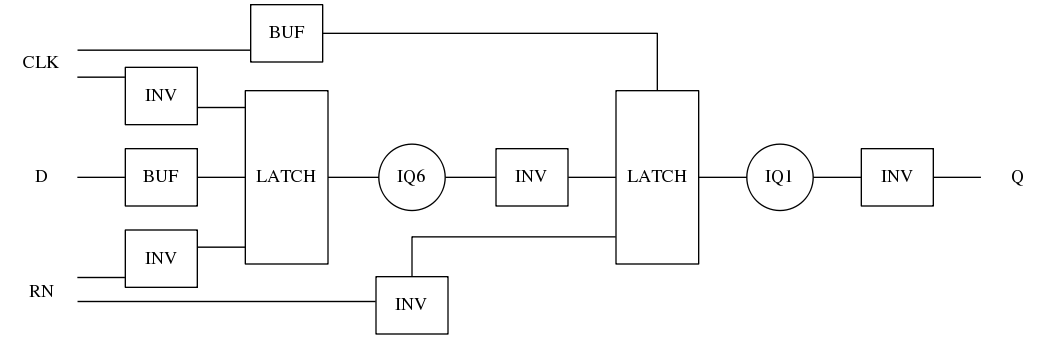 BUF
CLK
INV
D
BUF
LATCH
IQ6
INV
LATCH
IQ1
INV
Q
INV
RN
INV